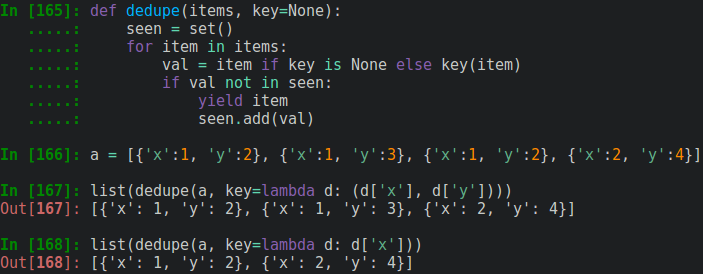 In [165]: def dedupe(items, key=None):
   .....:     seen = set()
   .....:     for item in items:
   .....:         val = item if key is None else key(item)
   .....:         if val not in seen:
   .....:             yield item
   .....:             seen.add(val)
In [166]: a = [{'x':1, 'y':2}, {'x':1, 'y':3}, {'x':1, 'y':2}, {'x':2, 'y':4}]
In [167]: list(dedupe(a, key=lambda d: (d['x'], d['y'])))
Out[167]: [{'x': 1, 'y': 2}, {'x': 1, 'y': 3}, {'x': 2, 'y': 4}]
In [168]: list(dedupe(a, key=lambda d: d['x']))
Out[168]: [{'x': 1, 'y': 2}, {'x': 2, 'y': 4}]